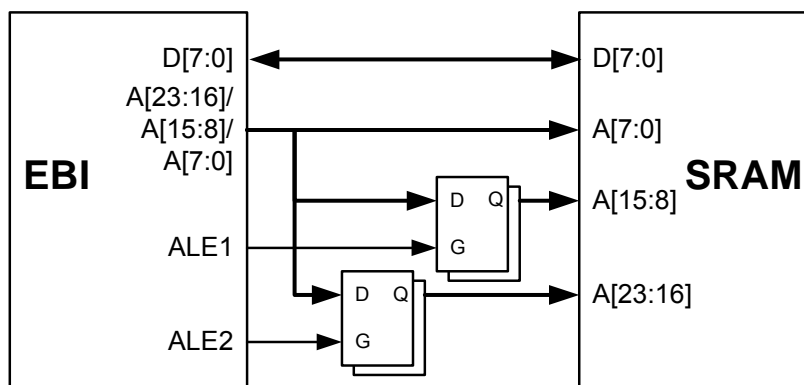 D[7:0]
D[7:0]
A[23:16]/
A[15:8]/
A[7:0]
A[7:0]
EBI
SRAM
D Q
A[15:8]
ALE1
G
D Q
A[23:16]
ALE2
G